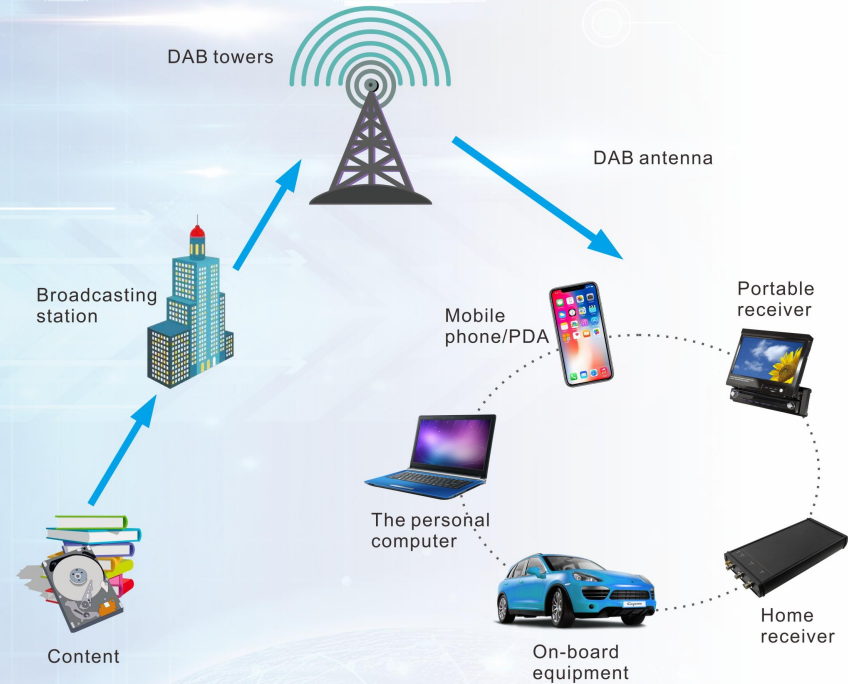 DAB towers
DAB antenna
Broadcasting
station
Mobile
phone/PDA
Portable
receiver
The personal
computer
Content
On-board
equipment
Home
receiver